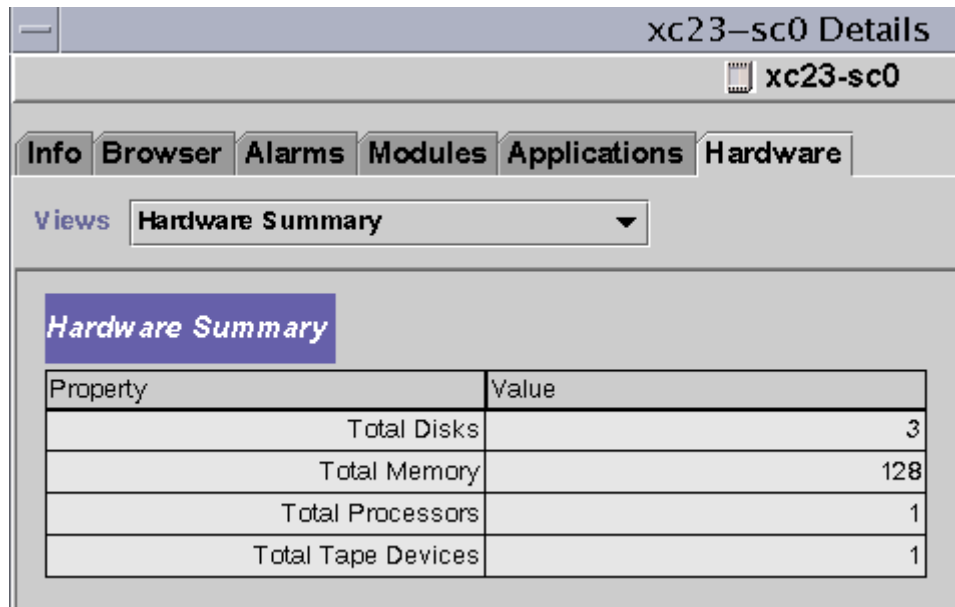 xc23-sc0 Details
xc23-sc0
Info Browser Alarms Modules Applications Hardware
Views Hardware Summary
Hardware Summary
Property Value
Total Disks 3
Total Memory 128
Total Processors 1
Total Tape Devices 1